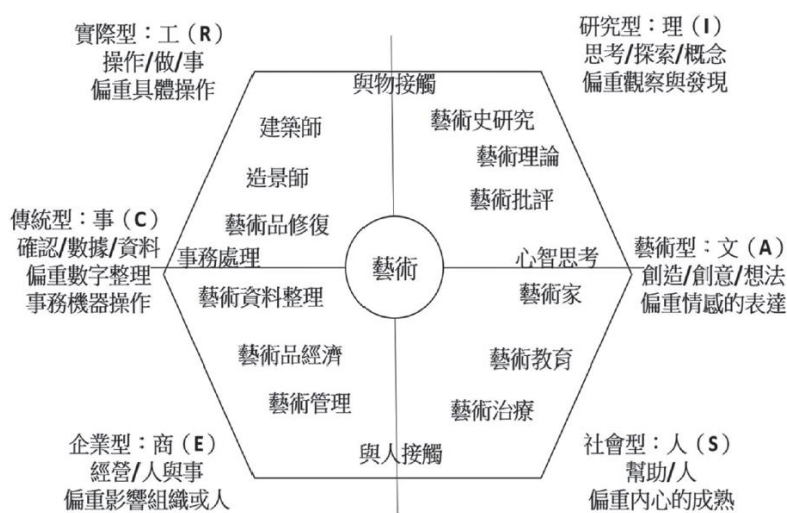 實際型：工（R）
操作/做/事
偏重具體操作
研究型：理（I）
思考/探索/概念
偏重觀察與發現
與物接觸
建築師
造景師
藝術品修復
藝術史研究
藝術理論
藝術批評
傳統型：事（C）
確認/數據/資料
偏重數字整理
事務機器操作
事務處理
藝術
心智思考
藝術型：文（A）
創造/創意/想法
偏重情感的表達
藝術資料整理
藝術品經濟
藝術管理
藝術家
藝術教育
藝術治療
與人接觸
企業型：商（E）
經營/人與事
偏重影響組織或人
社會型：人（S）
幫助/人
偏重內心的成熟